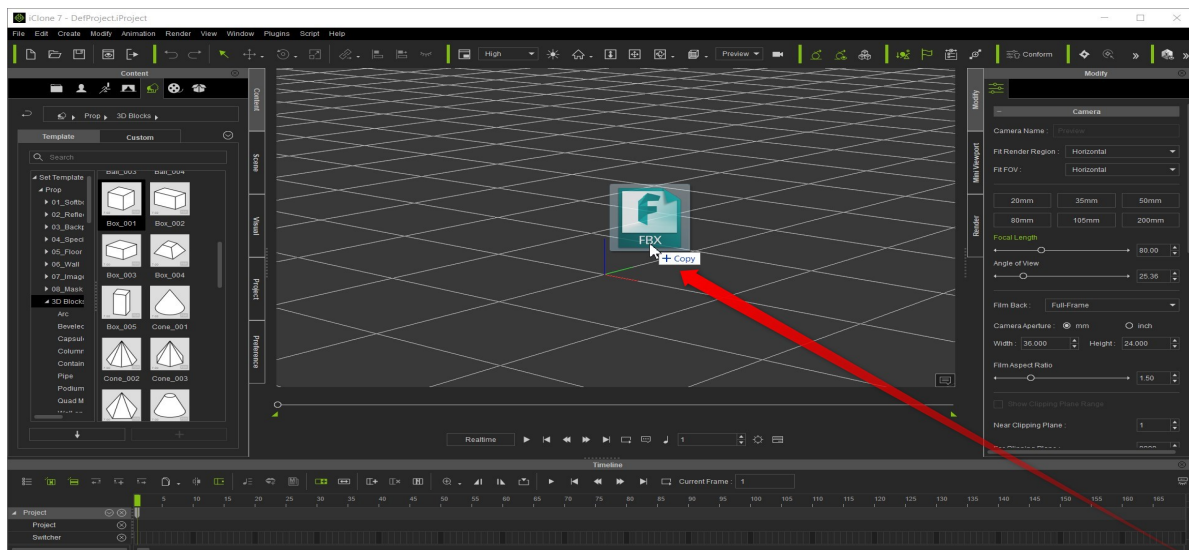 iClone 7 - DefProject.iProject
File Edit Create Modify Animation Render View Window Plugins Script Help
High
Preview
Conform
Content
Prop
3D Blocks
Template
Custom
Search
Set Template
Prop
02_Refle
03_Back
04_Speci
05_Floor
06_Wall
07_Image
08_Mask
3D Blocks
Arc
Capsul
Contain
Pipe
Podium
Quad M
Ball_003
Ball_004
Box_001
Box_002
Box_003
Box_004
Box_005
Cone_001
Cone_002
Cone_003
Content
Scene
Visual
Project
Preference
FBX
+ Copy
Modify
Mini Viewport
Render
Modify
Camera
Camera Name : Preview
Fit Render Region : Horizontal
Fit FOV : Horizontal
20mm 35mm 50mm
80mm 105mm 200mm
Focal Length
80.00
Angle of View
25.36
Film Back : Full-Frame
Camera Aperture : mm inch
Width : 36.000 Height : 24.000
Film Aspect Ratio
1.50
Show Clipping Plane Range
Near Clipping Plane : 1
Realtime
1
Timeline
Current Frame : 1
5 10 15 20 25 30 35 40 45 50 55 60 65 70 75 80 85 90 95 100 105 110 115 120 125 130 135 140 145 150 155 160 165
Project
Project
Switcher